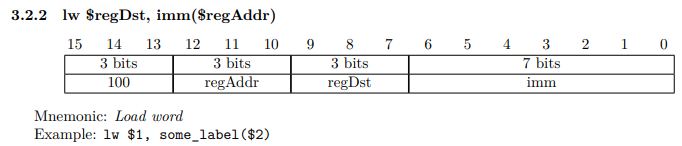 3.2.2 lw $regDst, imm($regAddr)
15 14 13 12 11 10 9 8 7 6 5 4 3 2 1 0
3 bits 3 bits 3 bits 7 bits
100 regAddr regDst imm
Mnemonic: Load word
Example: lw $1, some_label($2)